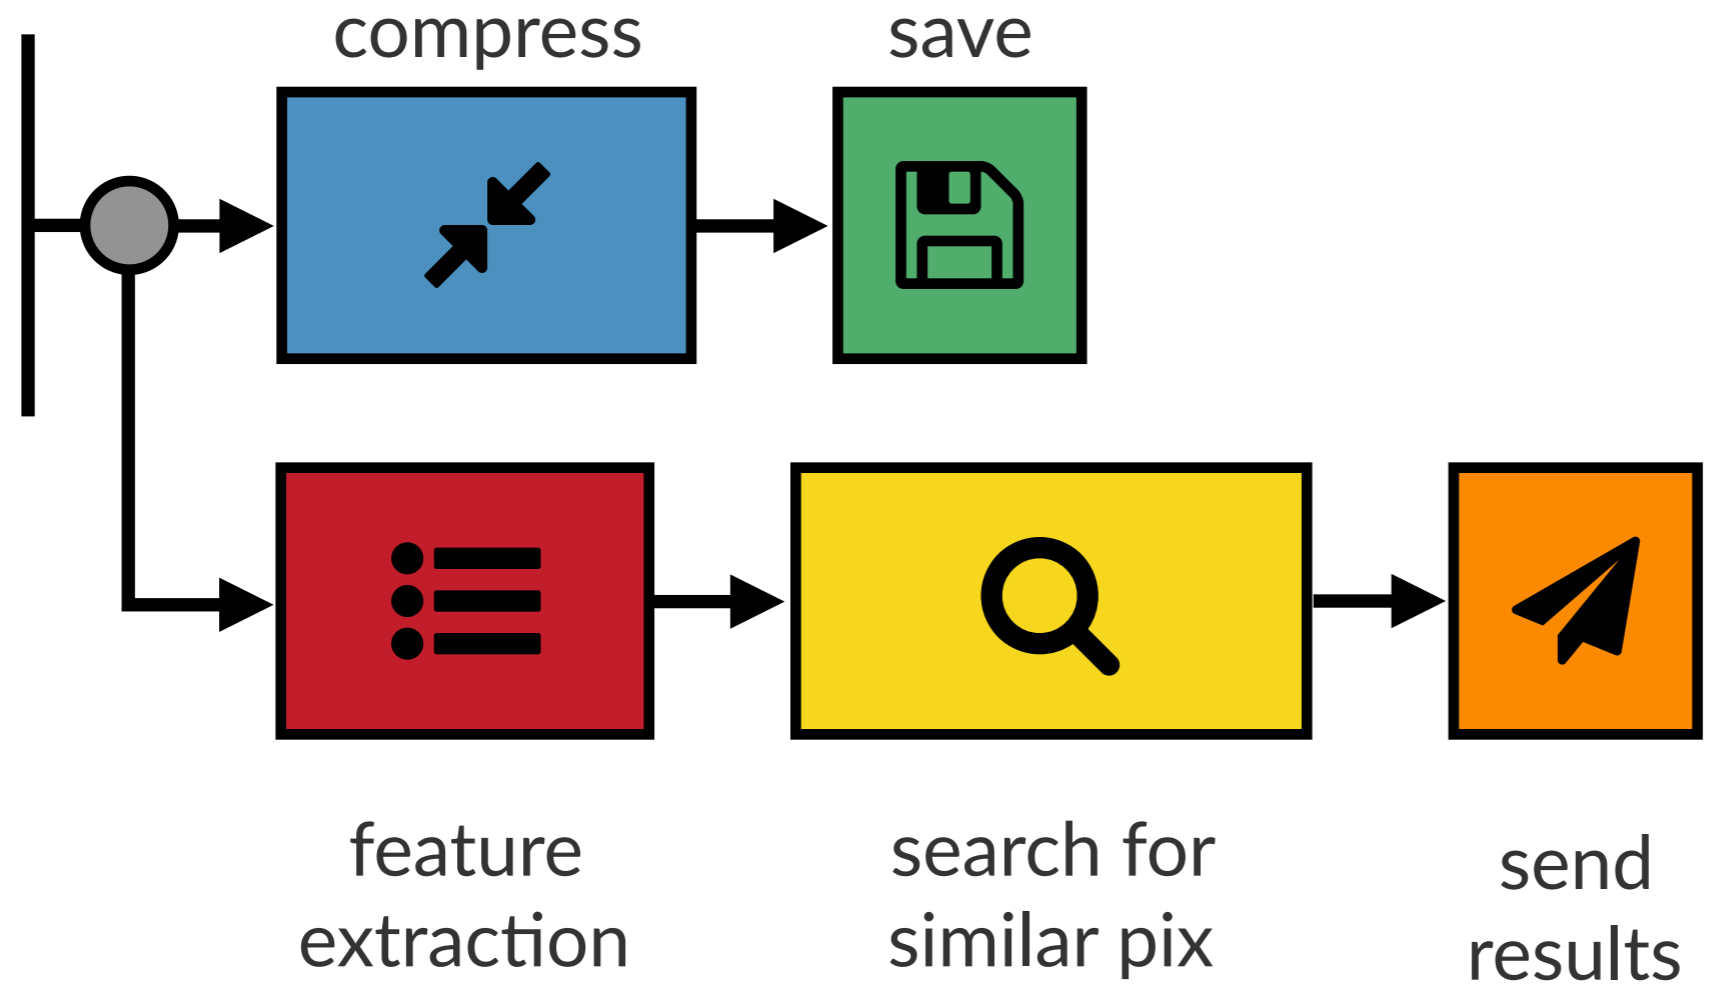 compress
save
feature
extraction
search for
similar pix
send
results